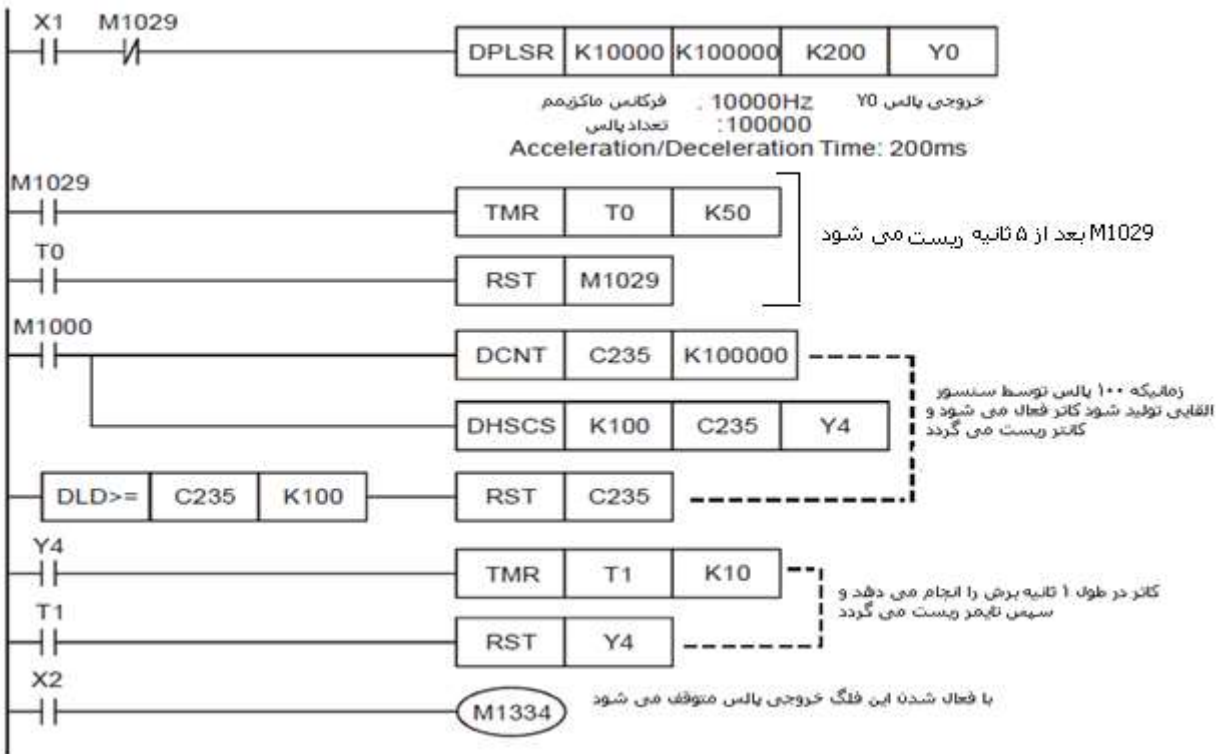 X1 M1029
DPLSR K10000 K100000 K200 Y0
فرکانس ماکزیمم : 10000Hz خروجی پالس Y0
تعداد پالس :100000
Acceleration/Deceleration Time: 200ms
M1029
TMR T0 K50
M1029 بعد از ۵ ثانیه ریست می شود
T0
RST M1029
M1000
DCNT C235 K100000
زمانیکه ۱۰۰ پالس توسط سنسور
القایی تولید شود کاتر فعال می شود و
کانتر ریست می گردد
DHSCS K100 C235 Y4
DLD>= C235 K100 RST C235
Y4
TMR T1 K10
کاتر در طول ۱ ثانیه برش را انجام می دهد و
سپس تایمر ریست می گردد
T1
RST Y4
X2
M1334
با فعال شدن این فلگ خروجی پالس متوقف می شود